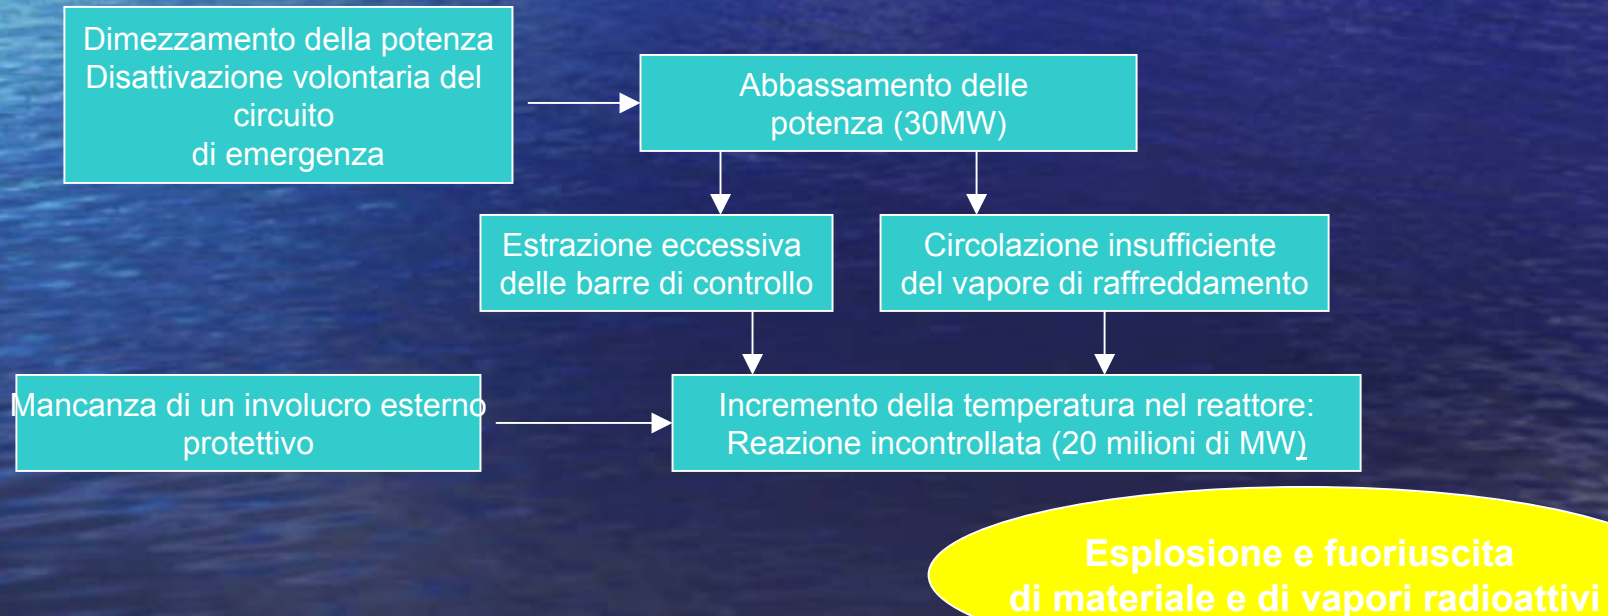 Dimezzamento della potenza
Disattivazione volontaria del
circuito
di emergenza
Abbassamento delle
potenza (30MW)
Estrazione eccessiva
delle barre di controllo
Circolazione insufficiente
del vapore di raffreddamento
Mancanza di un involucro esterno
protettivo
Incremento della temperatura nel reattore:
Reazione incontrollata (20 milioni di MW)
Esplosione e fuoriuscita
di materiale e di vapori radioattivi